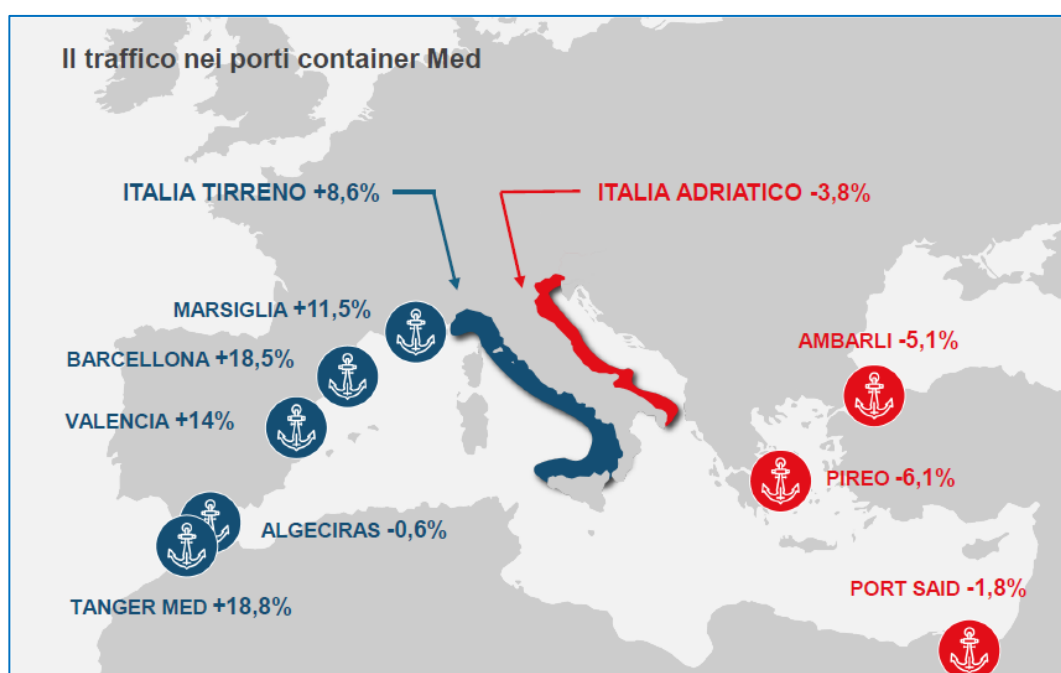 Il traffico nei porti container Med
ITALIA TIRRENO +8,6%
ITALIA ADRIATICO -3,8%
MARSIGLIA +11,5%
BARCELLONA +18,5%
AMBARLI -5,1%
VALENCIA +14%
PIREO -6,1%
ALGECIRAS -0,6%
PORT SAID -1,8%
TANGER MED +18,8%